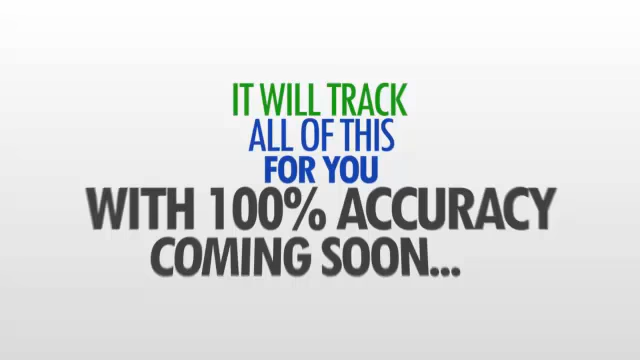 IT WILL TRACK
ALL OF THIS
FOR YOU
WITH 100% ACCURACY
COMING SOON...